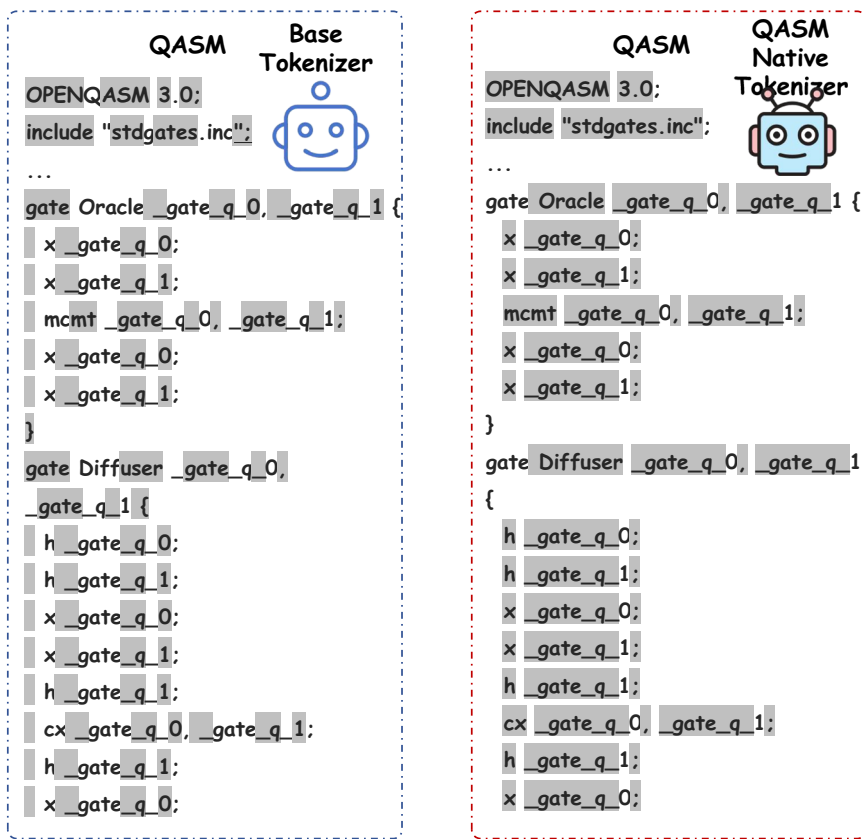 QASM
Base
Tokenizer
OPENQASM 3.0;
include "stdgates.inc";
...
gate Oracle _gate_q_0, _gate_q_1 {
x _gate_q_0;
x _gate_q_1;
mcmt _gate_q_0, _gate_q_1;
x _gate_q_0;
x _gate_q_1;
}
gate Diffuser _gate_q_0,
_gate_q_1 {
h _gate_q_0;
h _gate_q_1;
x _gate_q_0;
x _gate_q_1;
h _gate_q_1;
cx _gate_q_0, _gate_q_1;
h _gate_q_1;
x _gate_q_0;
QASM
QASM
Native
Tokenizer
OPENQASM 3.0;
include "stdgates.inc";
...
gate Oracle _gate_q_0, _gate_q_1 {
x _gate_q_0;
x _gate_q_1;
mcmt _gate_q_0, _gate_q_1;
x _gate_q_0;
x _gate_q_1;
}
gate Diffuser _gate_q_0, _gate_q_1
{
h _gate_q_0;
h _gate_q_1;
x _gate_q_0;
x _gate_q_1;
h _gate_q_1;
cx _gate_q_0, _gate_q_1;
h _gate_q_1;
x _gate_q_0;